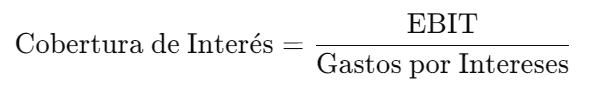 Cobertura de Interés = EBIT
Gastos por Intereses